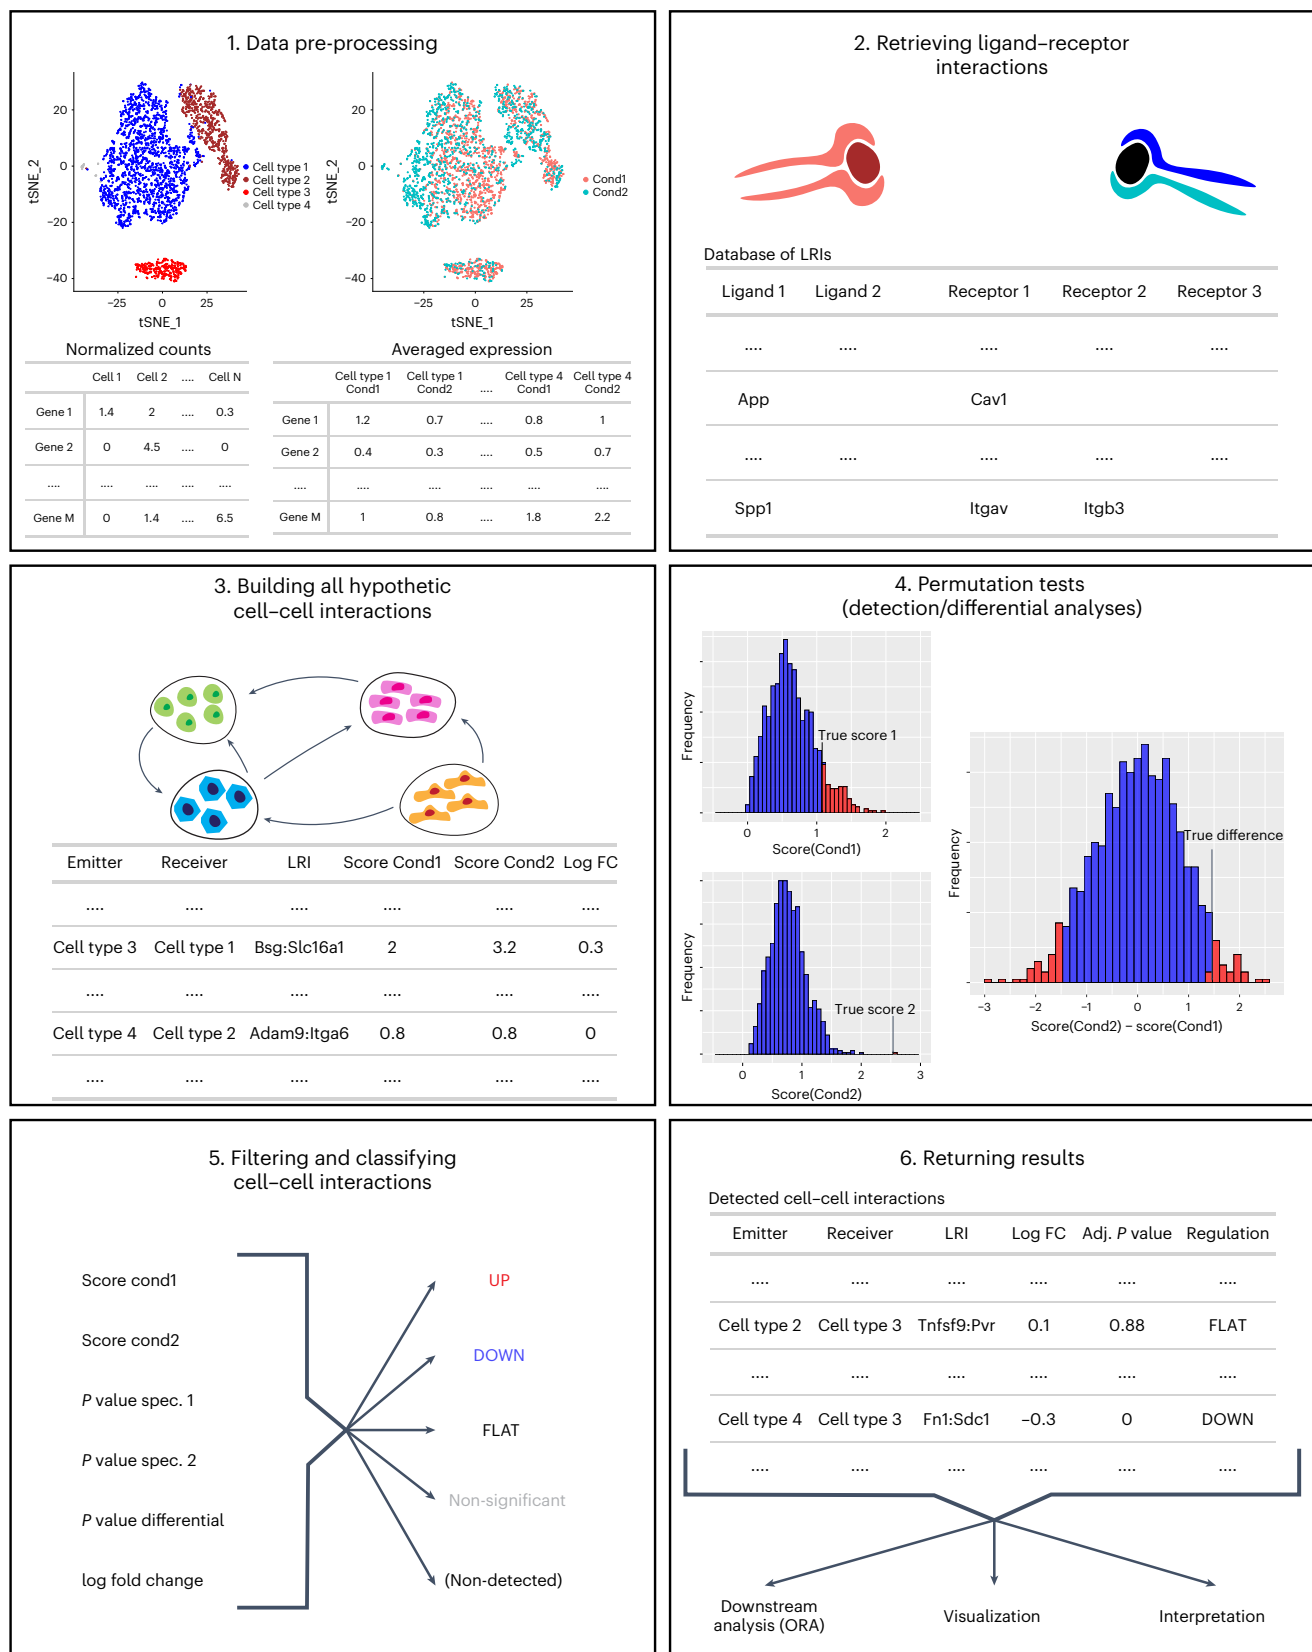 1. Data pre-processing
tSNE_2
20
0
−20
−40
−25
0
25
tSNE_1
Cell type 1
Cell type 2
Cell type 3
Cell type 4
tSNE_2
20
0
−20
−40
−25
0
25
tSNE_1
Cond1
Cond2
Normalized counts
Cell 1 Cell 2 .... Cell N
Gene 1 1.4 2 .... 0.3
Gene 2 0 4.5 .... 0
.... .... .... .... ....
Gene M 0 1.4 .... 6.5
Averaged expression
Cell type 1 Cell type 1 Cell type 4 Cell type 4
Cond1 Cond2 .... Cond1 Cond2
Gene 1 1.2 0.7 .... 0.8 1
Gene 2 0.4 0.3 .... 0.5 0.7
.... .... .... .... .... ....
Gene M 1 0.8 .... 1.8 2.2
2. Retrieving ligand–receptor
interactions
Database of LRIs
Ligand 1 Ligand 2 Receptor 1 Receptor 2 Receptor 3
.... .... .... .... ....
App Cav1
.... .... .... .... ....
Spp1 Itgav Itgb3
3. Building all hypothetic
cell–cell interactions
Emitter Receiver LRI Score Cond1 Score Cond2 Log FC
.... .... .... .... .... ....
Cell type 3 Cell type 1 Bsg:Slc16a1 2 3.2 0.3
.... .... .... .... .... ....
Cell type 4 Cell type 2 Adam9:Itga6 0.8 0.8 0
.... .... .... .... .... ....
4. Permutation tests
(detection/differential analyses)
Frequency
True score 1
0 1 2
Score(Cond1)
Frequency
True score 2
0 1 2 3
Score(Cond2)
Frequency
True difference
−3 −2 −1 0 1 2
Score(Cond2) − score(Cond1)
5. Filtering and classifying
cell–cell interactions
Score cond1
Score cond2
P value spec. 1
P value spec. 2
P value differential
log fold change
UP
DOWN
FLAT
Non-significant
(Non-detected)
6. Returning results
Detected cell–cell interactions
Emitter Receiver LRI Log FC Adj. P value Regulation
.... .... .... .... .... ....
Cell type 2 Cell type 3 Tnfsf9:Pvr 0.1 0.88 FLAT
.... .... .... .... .... ....
Cell type 4 Cell type 3 Fn1:Sdc1 −0.3 0 DOWN
.... .... .... .... .... ....
Downstream
analysis (ORA)
Visualization
Interpretation